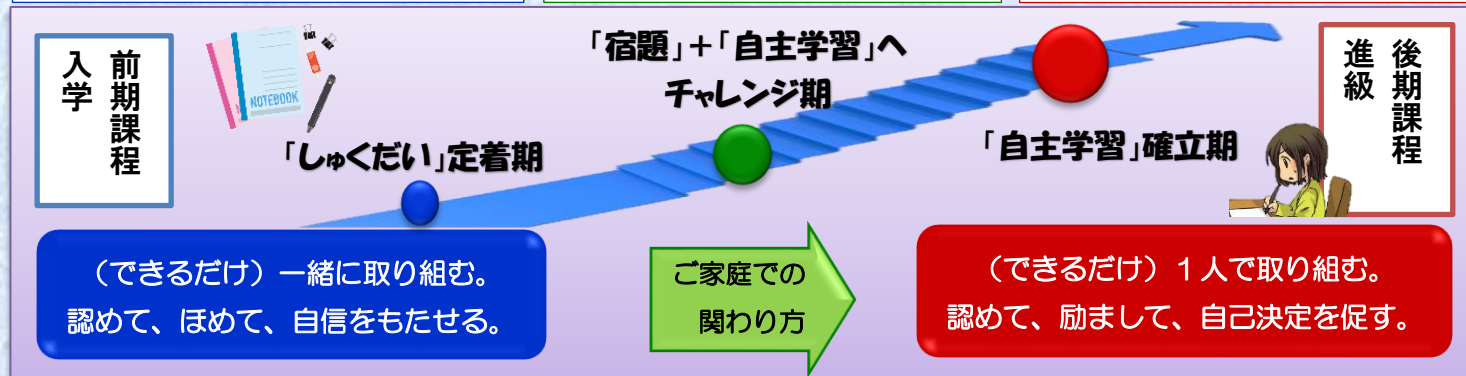 前期課程
入学
NOTEBOOK
「しゅくだい」定着期
「宿題」+「自主学習」へ
チャレンジ期
「自主学習」確立期
後期課程
進級
(できるだけ)一緒に取り組む。
認めて、ほめて、自信をもたせる。
ご家庭での
関わり方
(できるだけ)1人で取り組む。
認めて、励まして、自己決定を促す。